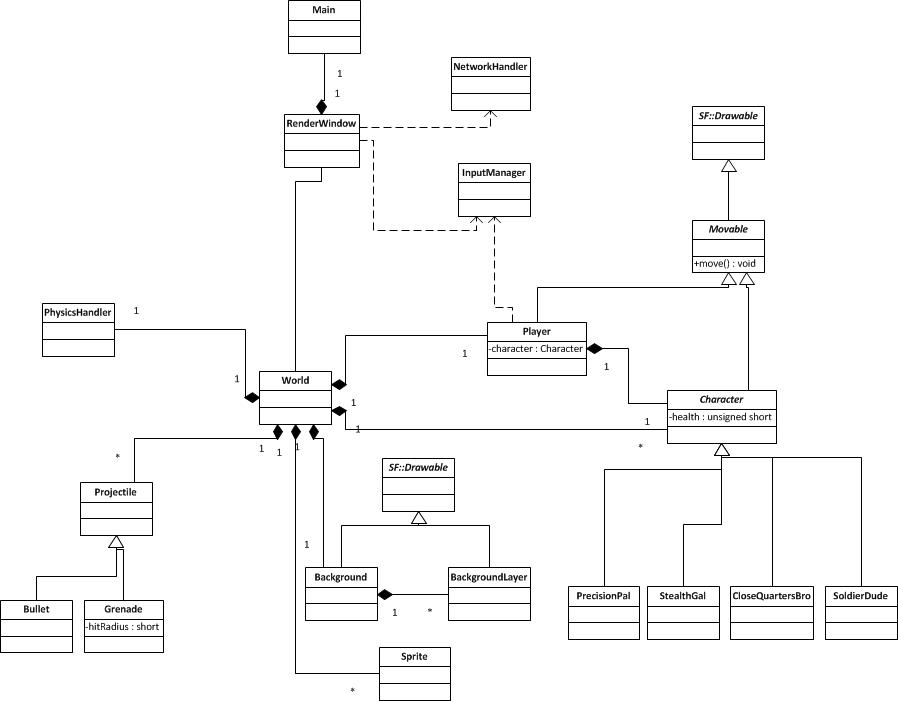 Main
1
1
NetworkHandler
RenderWindow
SF::Drawable
InputManager
Movable
+move() : void
PhysicsHandler
1
Player
-character : Character
1
1
1
World
1
Character
-health : unsigned short
1
1
*
1
1
1
*
SF::Drawable
Projectile
1
Background
BackgroundLayer
1
*
Bullet
Grenade
-hitRadius : short
PrecisionPal
StealthGal
CloseQuartersBro
SoldierDude
Sprite
*